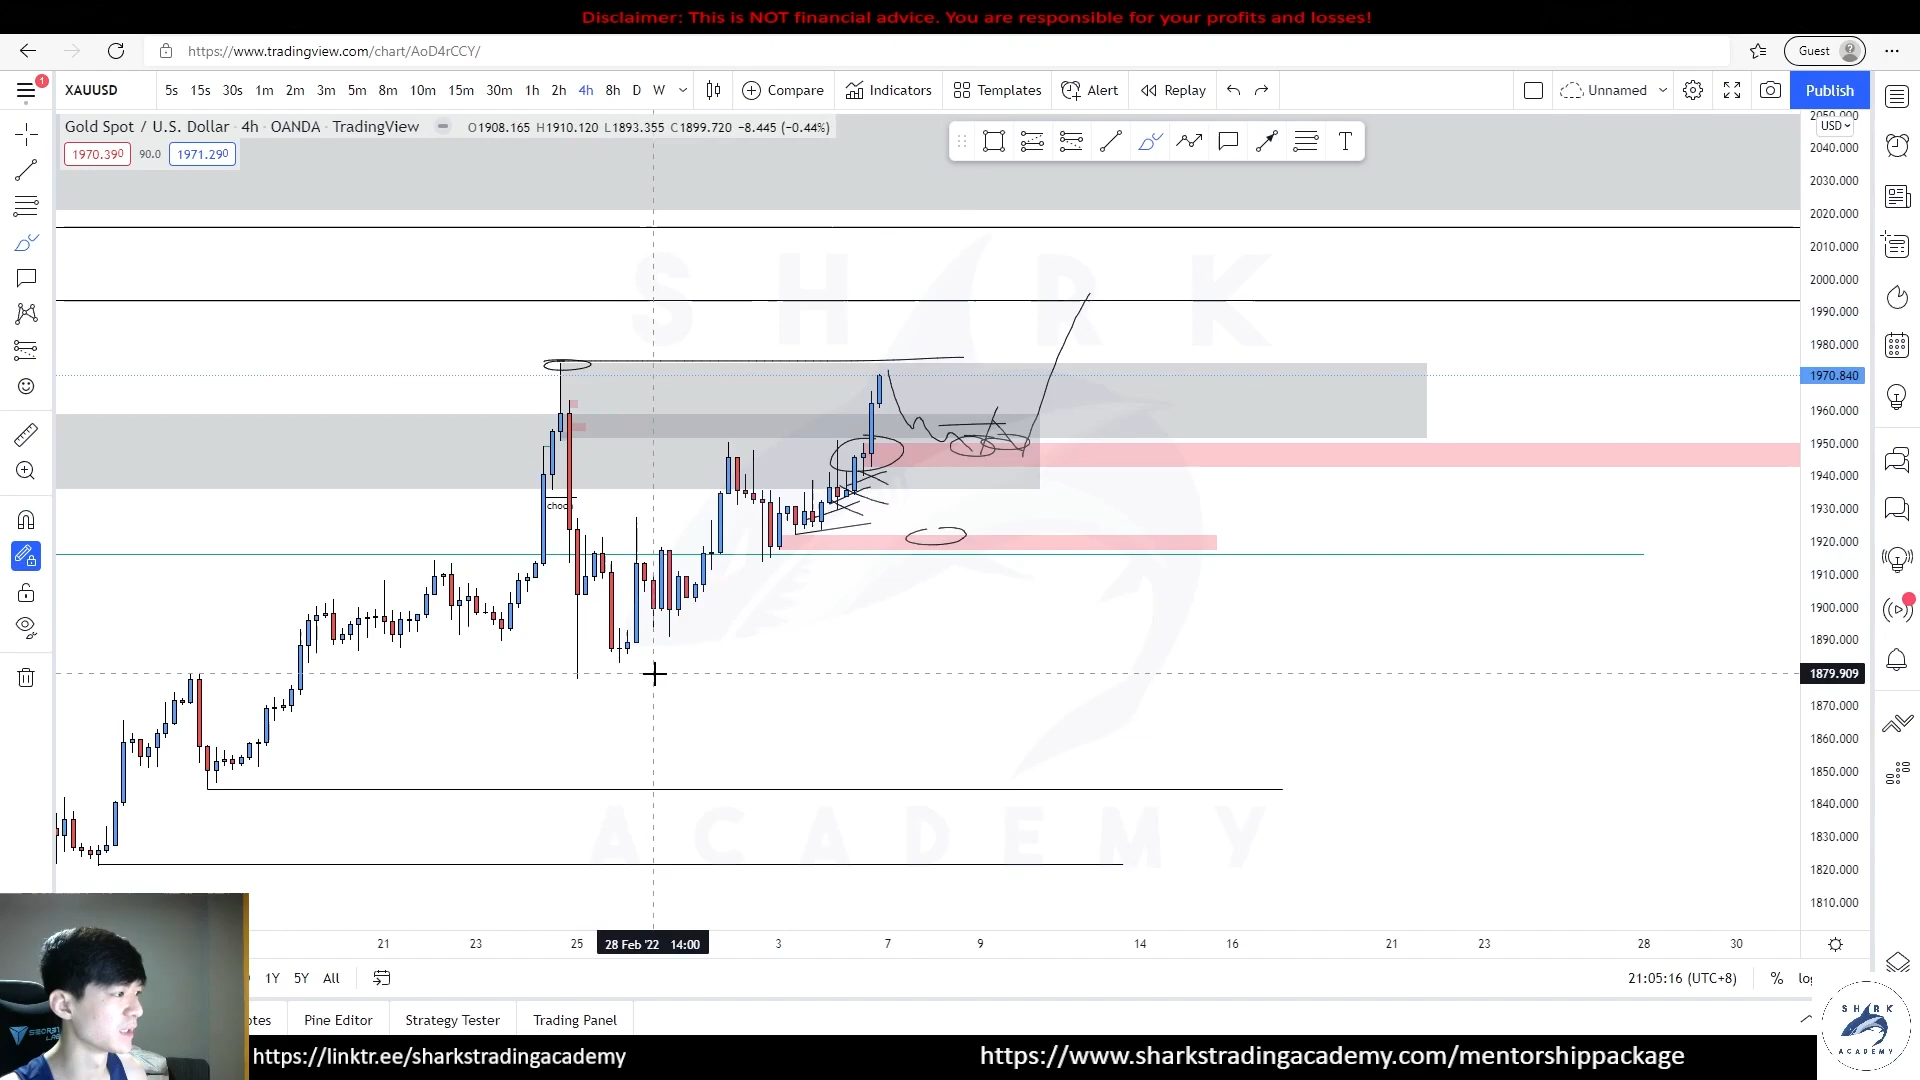 Disclaimer: This is NOT financial advice. You are responsible for your profits and losses!
https://www.tradingview.com/chart/AoD4rCCY/
Guest
1
XAUUSD 5s 15s 30s 1m 2m 3m 5m 8m 10m 15m 30m 1h 2h 4h 8h D W Compare Indicators Templates Alert Replay Unnamed Publish
Gold Spot / U.S. Dollar · 4h · OANDA · TradingView O1908.165 H1910.120 L1893.355 C1899.720 −8.445 (−0.44%)
1970.390 90.0 1971.290
T
USD
2050.000
2040.000
2030.000
2020.000
2010.000
2000.000
1990.000
1980.000
1970.840
1960.000
1950.000
1940.000
1930.000
1920.000
1910.000
1900.000
1890.000
1879.909
1870.000
1860.000
1850.000
1840.000
1830.000
1820.000
1810.000
SHARK
choch
ACADEMY
21 23 25 28 Feb '22 14:00 3 7 9 14 16 21 23 28 30
1Y 5Y All 21:05:16 (UTC+8) %
Pine Editor Strategy Tester Trading Panel
https://linktr.ee/sharkstradingacademy https://www.sharkstradingacademy.com/mentorshippackage
SHARK
ACADEMY